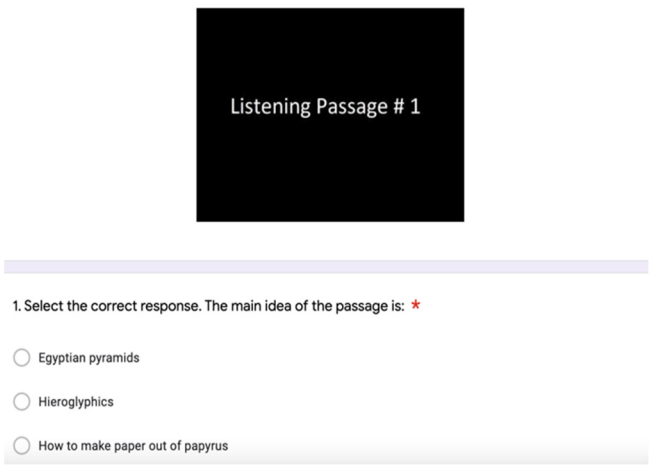 Listening Passage # 1
1. Select the correct response. The main idea of the passage is: *
Egyptian pyramids
Hieroglyphics
How to make paper out of papyrus